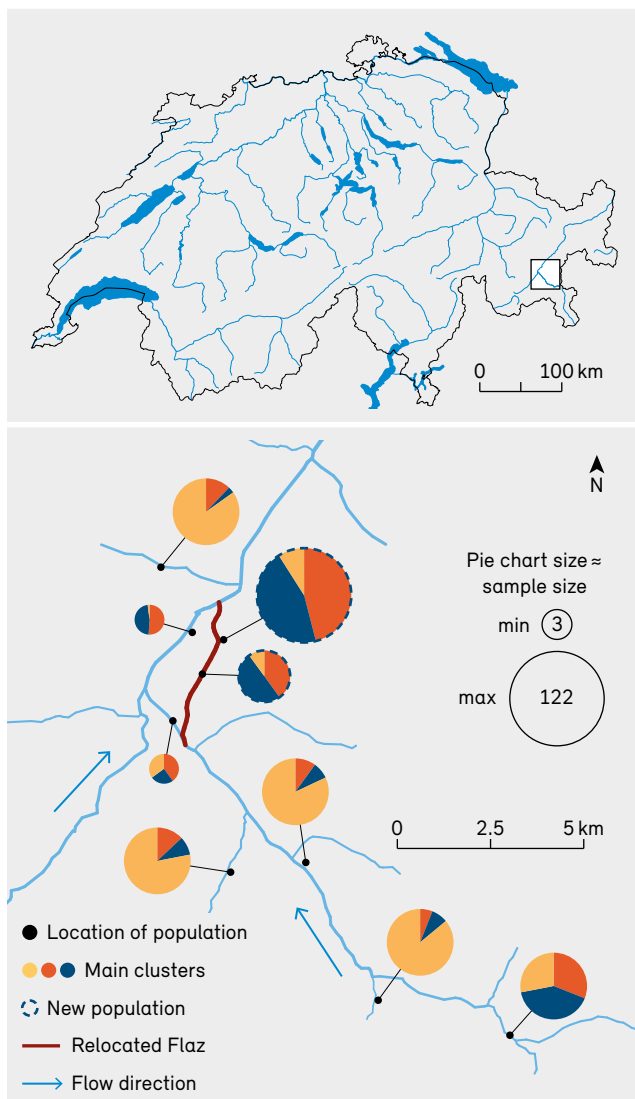 0 100 km
N
Pie chart size ≈
sample size
min 3
max 122
0 2.5 5 km
Location of population
Main clusters
New population
Relocated Flaz
Flow direction